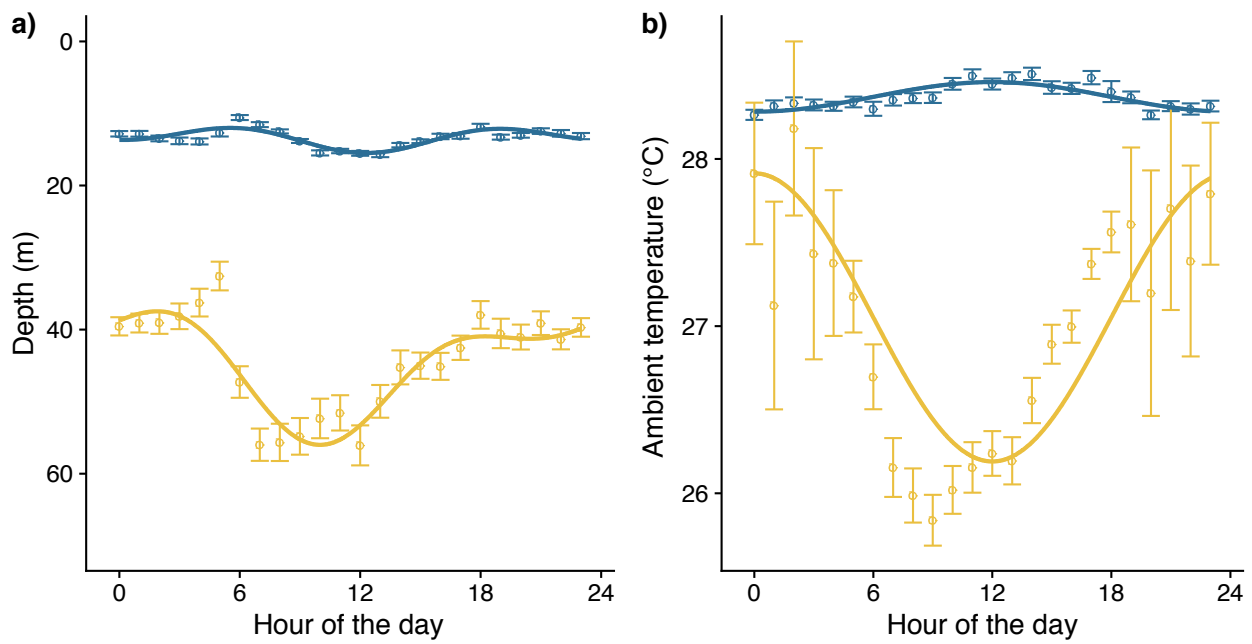 a)
0
20
40
60
Depth (m)
0 6 12 18 24
Hour of the day
b)
28
27
26
Ambient temperature (°C)
0 6 12 18 24
Hour of the day